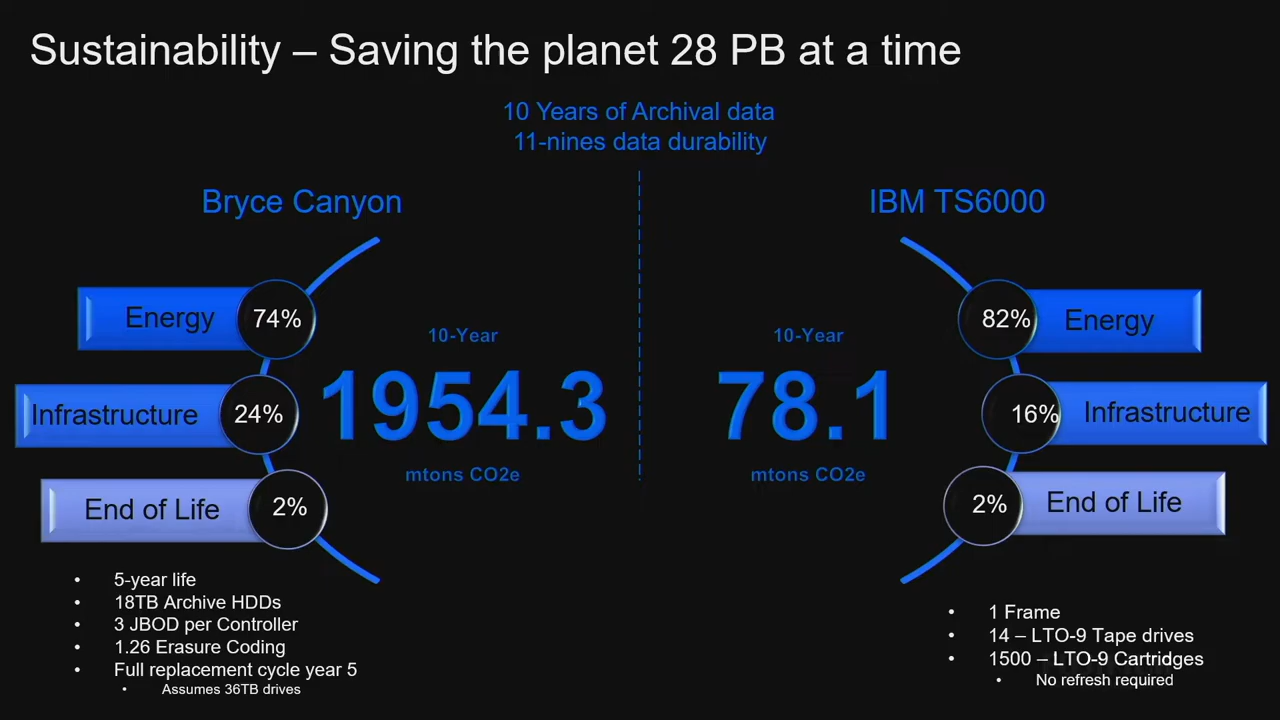 Sustainability – Saving the planet 28 PB at a time
10 Years of Archival data
11-nines data durability
Bryce Canyon
Energy
74%
Infrastructure
24%
End of Life
2%
10-Year
1954.3
mtons CO2e
• 5-year life
• 18TB Archive HDDs
• 3 JBOD per Controller
• 1.26 Erasure Coding
• Full replacement cycle year 5
• Assumes 36TB drives
IBM TS6000
10-Year
78.1
mtons CO2e
82%
Energy
16%
Infrastructure
2%
End of Life
• 1 Frame
• 14 – LTO-9 Tape drives
• 1500 – LTO-9 Cartridges
• No refresh required